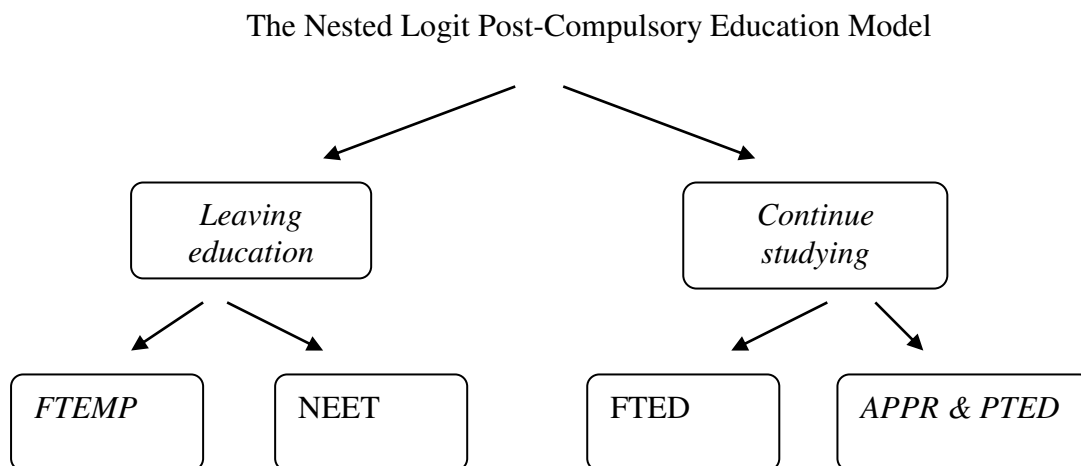 The Nested Logit Post-Compulsory Education Model
Leaving
education
Continue
studying
FTEMP
NEET
FTED
APPR & PTED